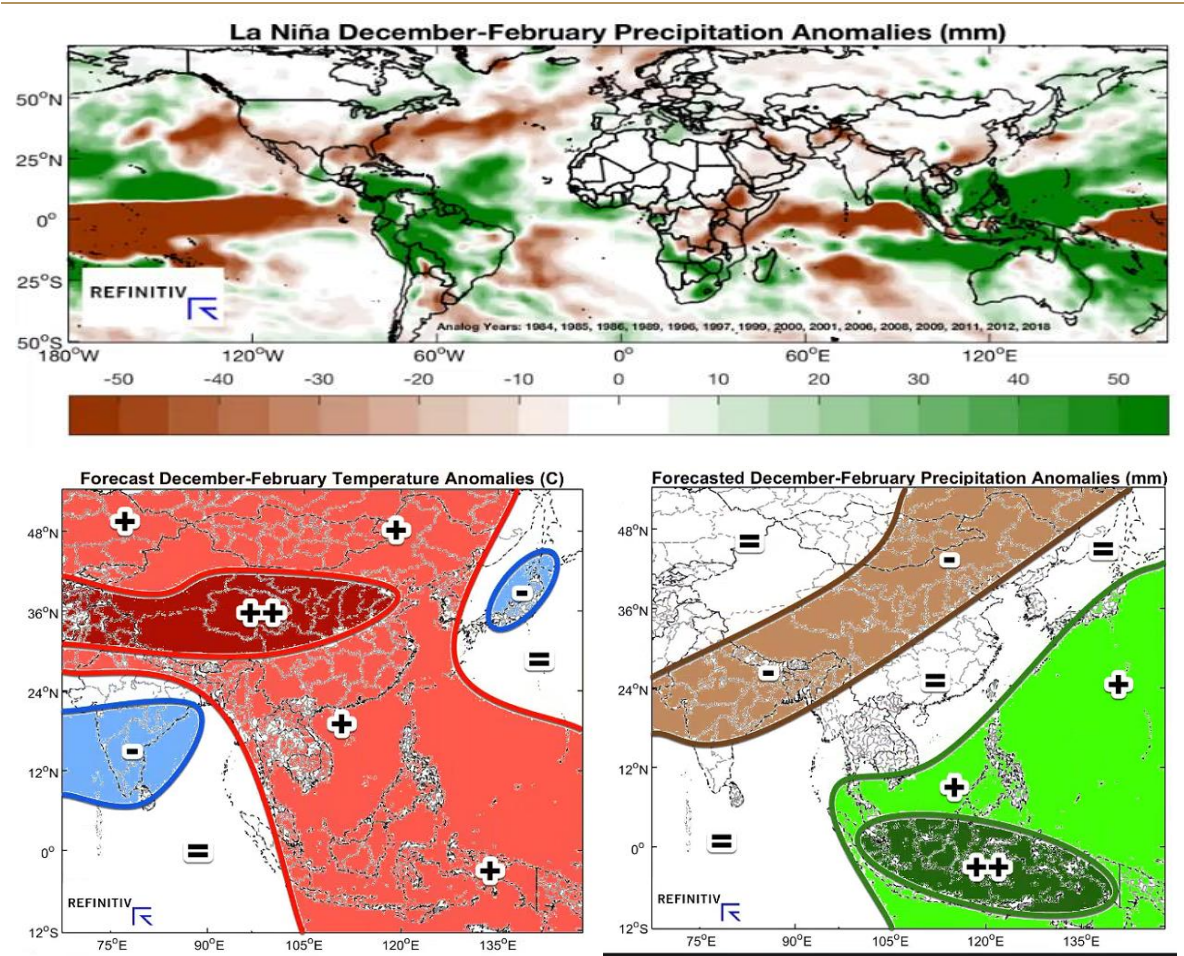 La Niña December-February Precipitation Anomalies (mm)
50°N
25°N
0°
25°S
50°S
REFINITIV
Analog Years: 1984, 1985, 1986, 1989, 1996, 1997, 1999, 2000, 2001, 2006, 2008, 2009, 2011, 2012, 2018
180°W 120°W 60°W 0° 60°E 120°E
-50 -40 -30 -20 -10 0 10 20 30 40 50
Forecast December-February Temperature Anomalies (C)
48°N
36°N
24°N
12°N
0°
12°S
+ +
++
-
=
+
-
=
+
REFINITIV
75°E 90°E 105°E 120°E 135°E
Forecasted December-February Precipitation Anomalies (mm)
48°N
36°N
24°N
12°N
0°
12°S
= - =
-
=
+
+
=
++
REFINITIV
75°E 90°E 105°E 120°E 135°E